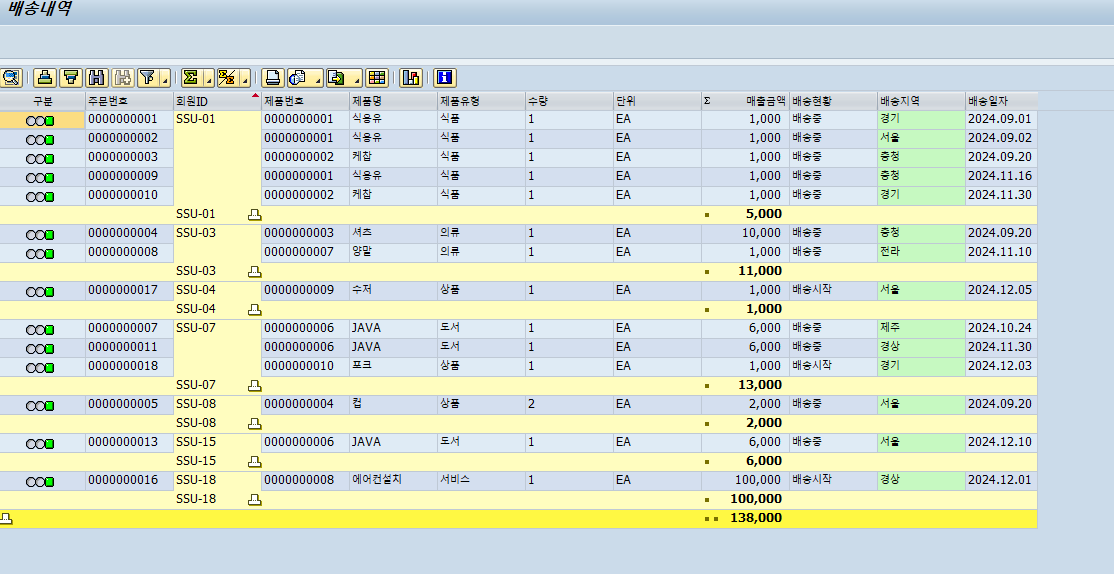 배송내역
구분 주문번호 회원ID 제품번호 제품명 제품유형 수량 단위 Σ 매출금액 배송현황 배송지역 배송일자
0000000001 SSU-01 0000000001 식용유 식품 1 EA 1,000 배송중 경기 2024.09.01
0000000002 0000000001 식용유 식품 1 EA 1,000 배송중 서울 2024.09.02
0000000003 0000000002 케찹 식품 1 EA 1,000 배송중 충청 2024.09.20
0000000009 0000000001 식용유 식품 1 EA 1,000 배송중 충청 2024.11.16
0000000010 0000000002 케찹 식품 1 EA 1,000 배송중 경기 2024.11.30
SSU-01 5,000
0000000004 SSU-03 0000000003 셔츠 의류 1 EA 10,000 배송중 충청 2024.09.20
0000000008 0000000007 양말 의류 1 EA 1,000 배송중 전라 2024.11.10
SSU-03 11,000
0000000017 SSU-04 0000000009 수저 상품 1 EA 1,000 배송시작 서울 2024.12.05
SSU-04 1,000
0000000007 SSU-07 0000000006 JAVA 도서 1 EA 6,000 배송중 제주 2024.10.24
0000000011 0000000006 JAVA 도서 1 EA 6,000 배송중 경상 2024.11.30
0000000018 0000000010 포크 상품 1 EA 1,000 배송시작 경기 2024.12.03
SSU-07 13,000
0000000005 SSU-08 0000000004 컵 상품 2 EA 2,000 배송중 서울 2024.09.20
SSU-08 2,000
0000000013 SSU-15 0000000006 JAVA 도서 1 EA 6,000 배송중 서울 2024.12.10
SSU-15 6,000
0000000016 SSU-18 0000000008 에어컨설치 서비스 1 EA 100,000 배송시작 경상 2024.12.01
SSU-18 100,000
138,000